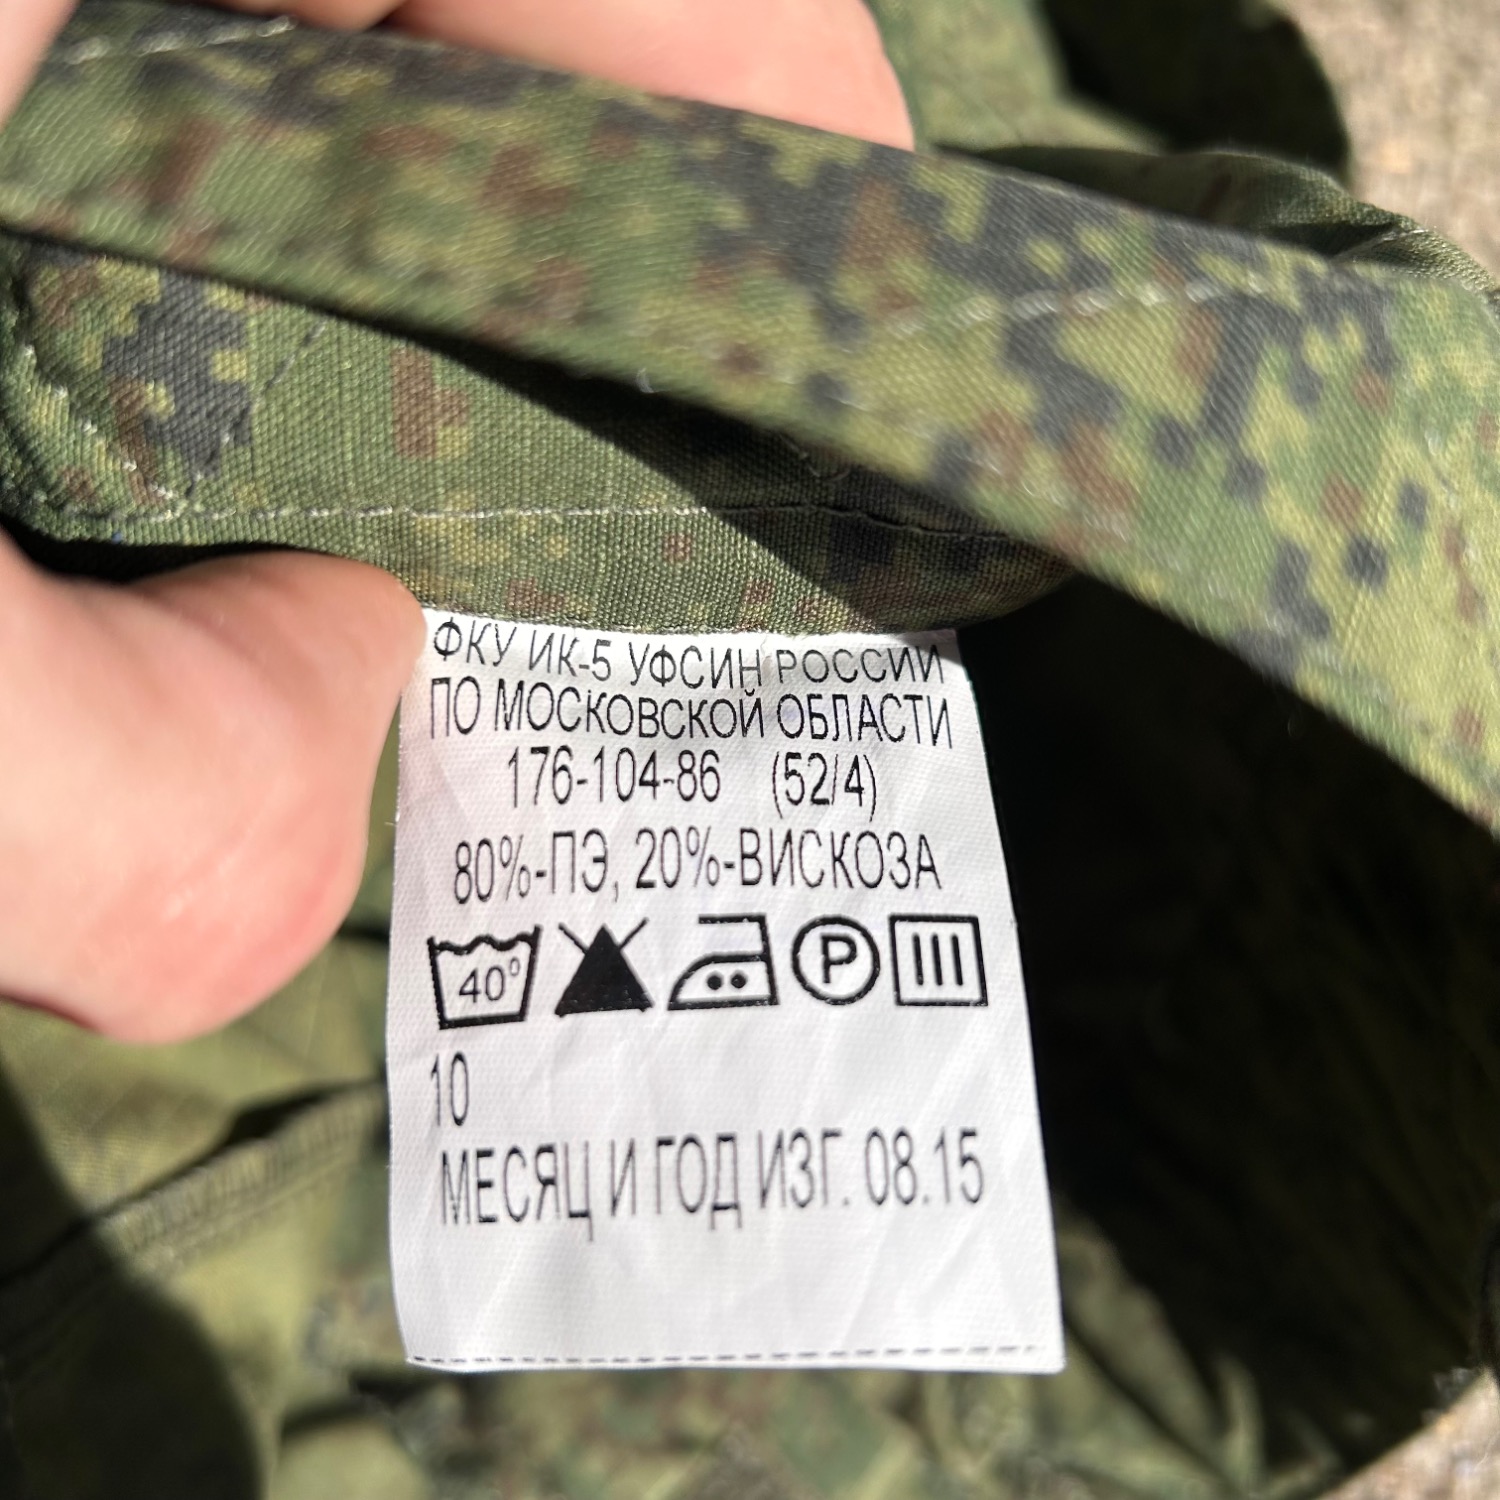 ФКУ ИК-5 УФСИН РОССИИ
ПО МОСКОВСКОЙ ОБЛАСТИ
176-104-86 (52/4)
80%-ПЭ, 20%-ВИСКОЗА
40° P
10
МЕСЯЦ И ГОД ИЗГ. 08.15